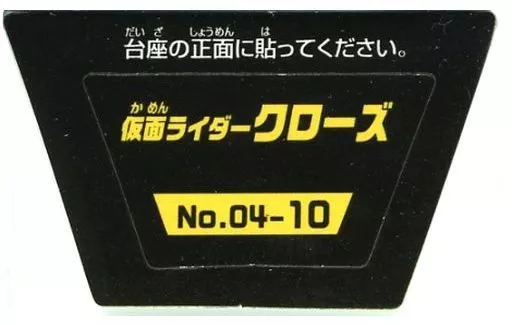 だいざ しょうめん は
台座の正面に貼ってください。
かめん
仮面ライダークローズ
No.04-10